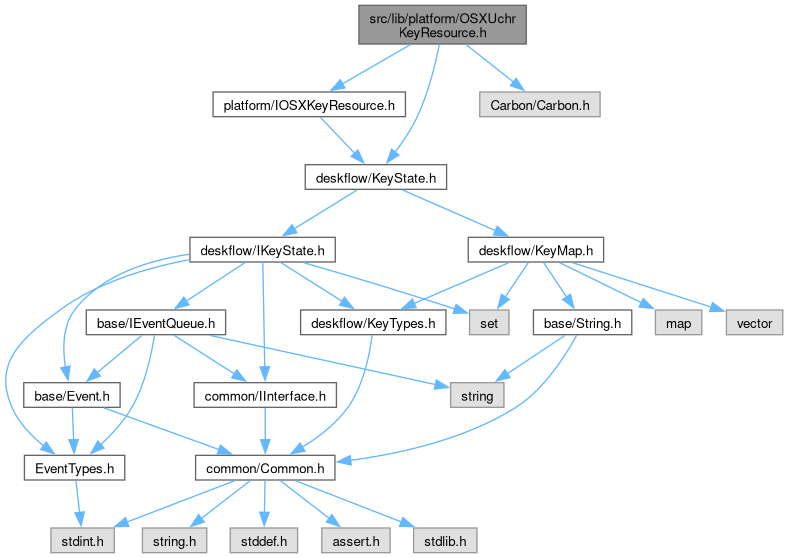 src/lib/platform/OSXUchr
KeyResource.h
platform/IOSXKeyResource.h
Carbon/Carbon.h
deskflow/KeyState.h
deskflow/IKeyState.h
deskflow/KeyMap.h
base/IEventQueue.h
deskflow/KeyTypes.h
set
base/String.h
map
vector
base/Event.h
common/IInterface.h
string
EventTypes.h
common/Common.h
stdint.h
string.h
stddef.h
assert.h
stdlib.h